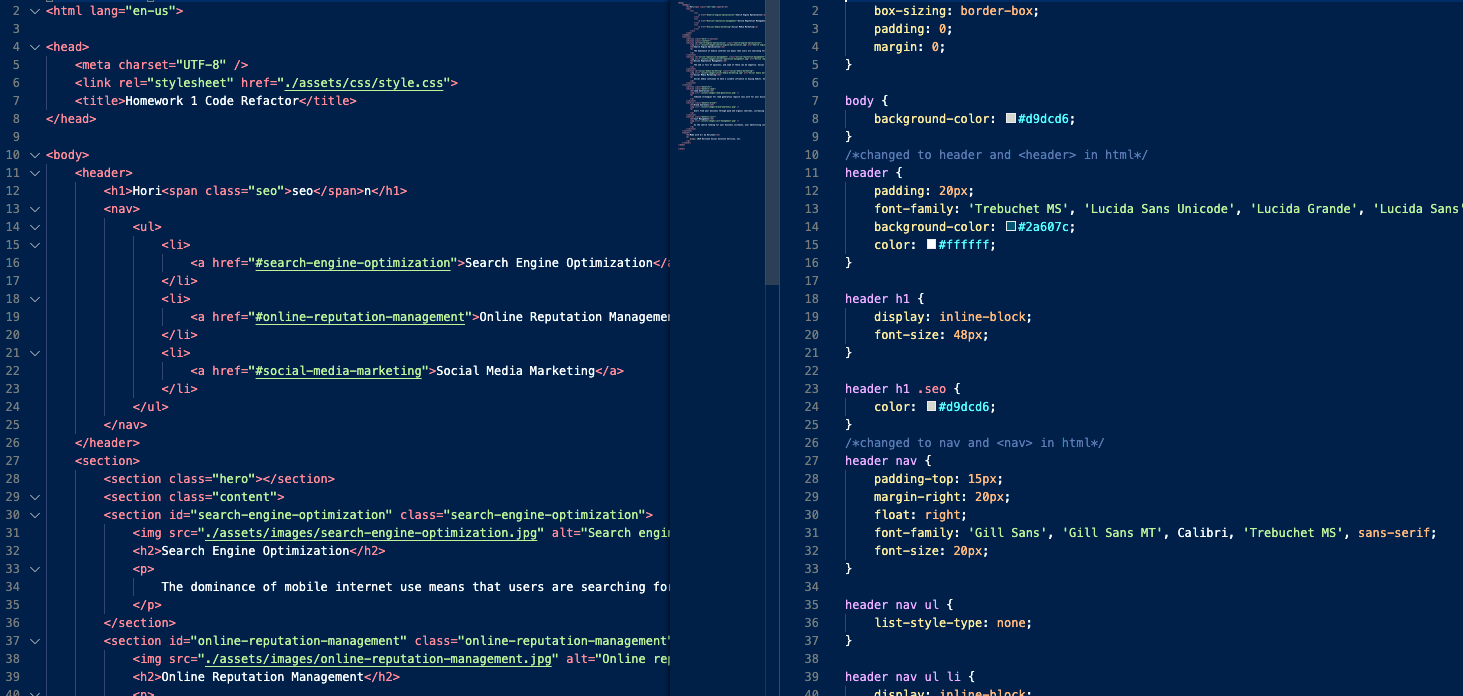 2 <html lang="en-us">
3
4 <head>
5 <meta charset="UTF-8" />
6 <link rel="stylesheet" href="./assets/css/style.css">
7 <title>Homework 1 Code Refactor</title>
8 </head>
9
10 <body>
11 <header>
12 <h1>Hori<span class="seo">seo</span>n</h1>
13 <nav>
14 <ul>
15 <li>
16 <a href="#search-engine-optimization">Search Engine Optimization</
17 </li>
18 <li>
19 <a href="#online-reputation-management">Online Reputation
20 </li>
21 <li>
22 <a href="#social-media-marketing">Social Media Marketing</a>
23 </li>
24 </ul>
25 </nav>
26 </header>
27 <section>
28 <section class="hero"></section>
29 <section class="content">
30 <section id="search-engine-optimization" class="search-engine-optimization">
31 <img src="./assets/images/search-engine-optimization.jpg" alt="Search
32 <h2>Search Engine Optimization</h2>
33 <p>
34 The dominance of mobile internet use means that users are searching
35 </p>
36 </section>
37 <section id="online-reputation-management" class="online-reputation-management"
38 <img src="./assets/images/online-reputation-management.jpg" alt="Online
39 <h2>Online Reputation Management</h2>
40 <p>
2 box-sizing: border-box;
3 padding: 0;
4 margin: 0;
5 }
6
7 body {
8 background-color: #d9dcd6;
9 }
10 /*changed to header and <header> in html*/
11 header {
12 padding: 20px;
13 font-family: 'Trebuchet MS', 'Lucida Sans Unicode', 'Lucida Grande', 'Lucida Sans'
14 background-color: #2a607c;
15 color: #ffffff;
16 }
17
18 header h1 {
19 display: inline-block;
20 font-size: 48px;
21 }
22
23 header h1 .seo {
24 color: #d9dcd6;
25 }
26 /*changed to nav and <nav> in html*/
27 header nav {
28 padding-top: 15px;
29 margin-right: 20px;
30 float: right;
31 font-family: 'Gill Sans', 'Gill Sans MT', Calibri, 'Trebuchet MS', sans-serif;
32 font-size: 20px;
33 }
34
35 header nav ul {
36 list-style-type: none;
37 }
38
39 header nav ul li {
40 display: inline-block;